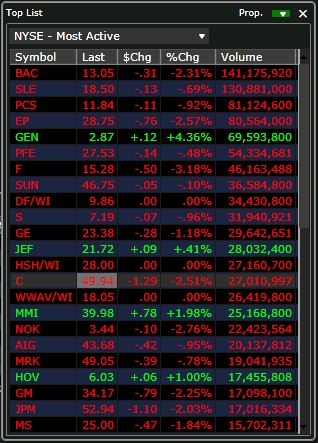 Top List Prop.
NYSE - Most Active
Symbol Last $Chg %Chg Volume
BAC 13.05 -.31 -2.31% 141,175,920
SLE 18.50 -.13 -.69% 130,881,000
PCS 11.84 -.11 -.92% 81,124,600
EP 28.75 -.76 -2.57% 80,564,000
GEN 2.87 +.12 +4.36% 69,593,800
PFE 27.53 -.14 -.48% 54,334,681
F 15.28 -.50 -3.18% 46,163,488
SUN 46.75 -.05 -.10% 36,584,800
DF/WI 9.86 .00 .00% 34,430,800
S 7.19 -.07 -.96% 31,940,921
GE 23.38 -.28 -1.18% 29,642,651
JEF 21.72 +.09 +.41% 28,032,400
HSH/WI 28.00 .00 .00% 27,160,700
C 49.94 -1.29 -2.51% 27,010,997
WWAV/WI 18.05 .00 .00% 26,419,800
MMI 39.98 +.78 +1.98% 25,168,800
NOK 3.44 -.10 -2.76% 22,423,564
AIG 43.68 -.42 -.95% 20,137,812
MRK 49.05 -.39 -.78% 19,041,935
HOV 6.03 +.06 +1.00% 17,455,808
GM 34.17 -.79 -2.25% 17,098,100
JPM 52.94 -1.10 -2.03% 17,016,334
MS 25.00 -.47 -1.84% 15,702,311